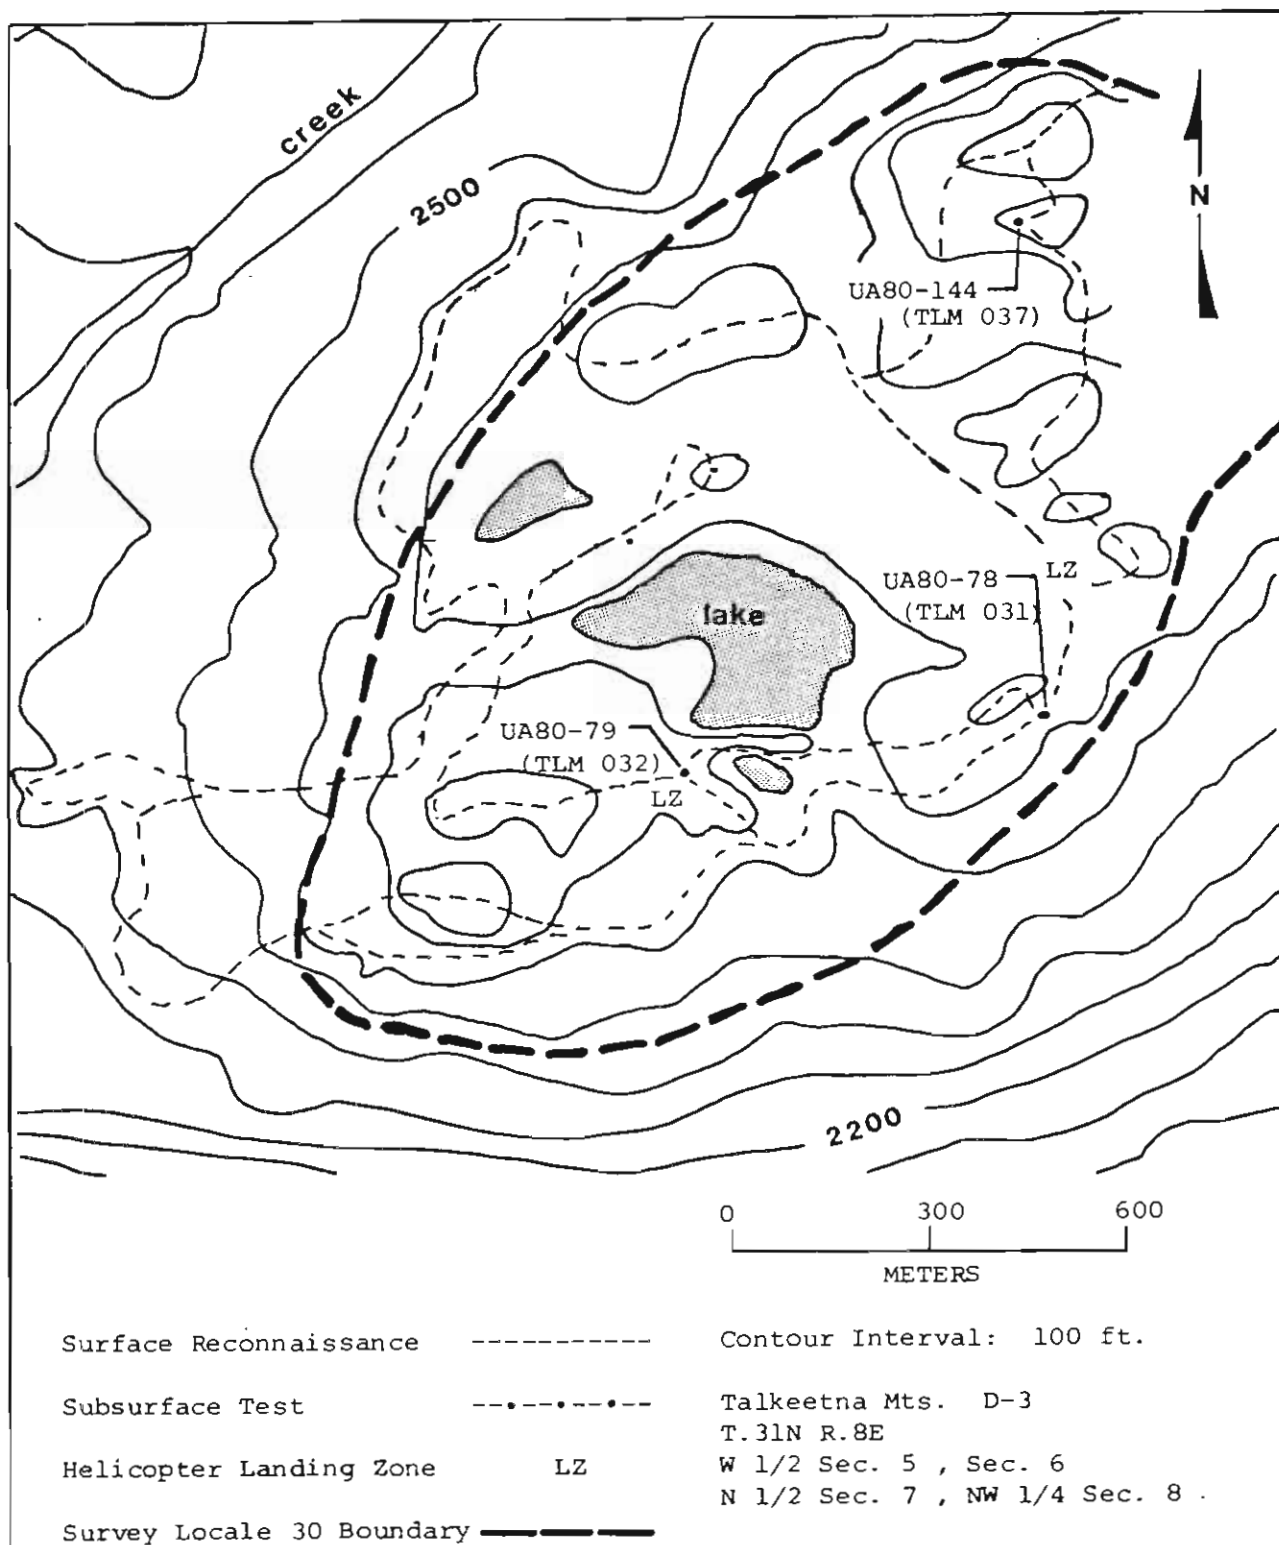 creek
2500
N
UA80-144
(TLM 037)
UA80-78
LZ
(TLM 031)
lake
UA80-79
(TLM 032)
LZ
2200
0 300 600
METERS
Surface Reconnaissance
Contour Interval: 100 ft.
Subsurface Test
Talkeetna Mts. D-3
T.31N R.8E
Helicopter Landing Zone LZ
W 1/2 Sec. 5 , Sec. 6
N 1/2 Sec. 7 , NW 1/4 Sec. 8
Survey Locale 30 Boundary